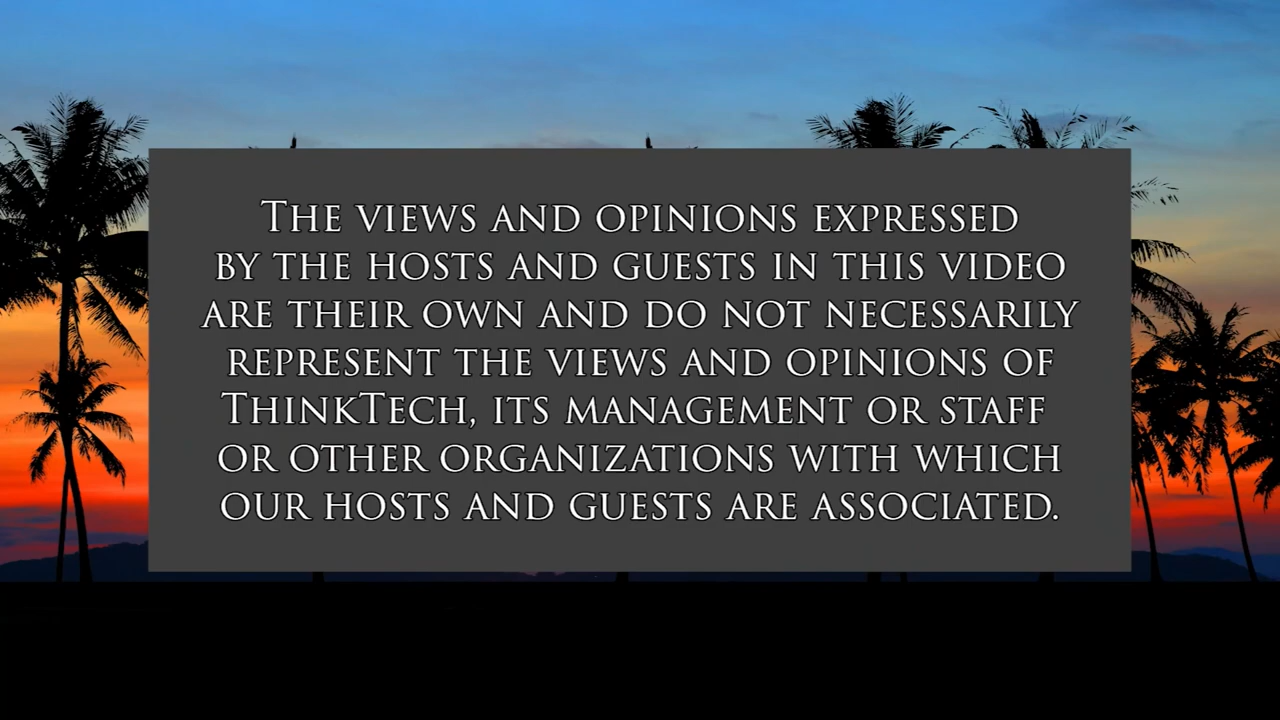 The views and opinions expressed
by the hosts and guests in this video
are their own and do not necessarily
represent the views and opinions of
ThinkTech, its management or staff
or other organizations with which
our hosts and guests are associated.